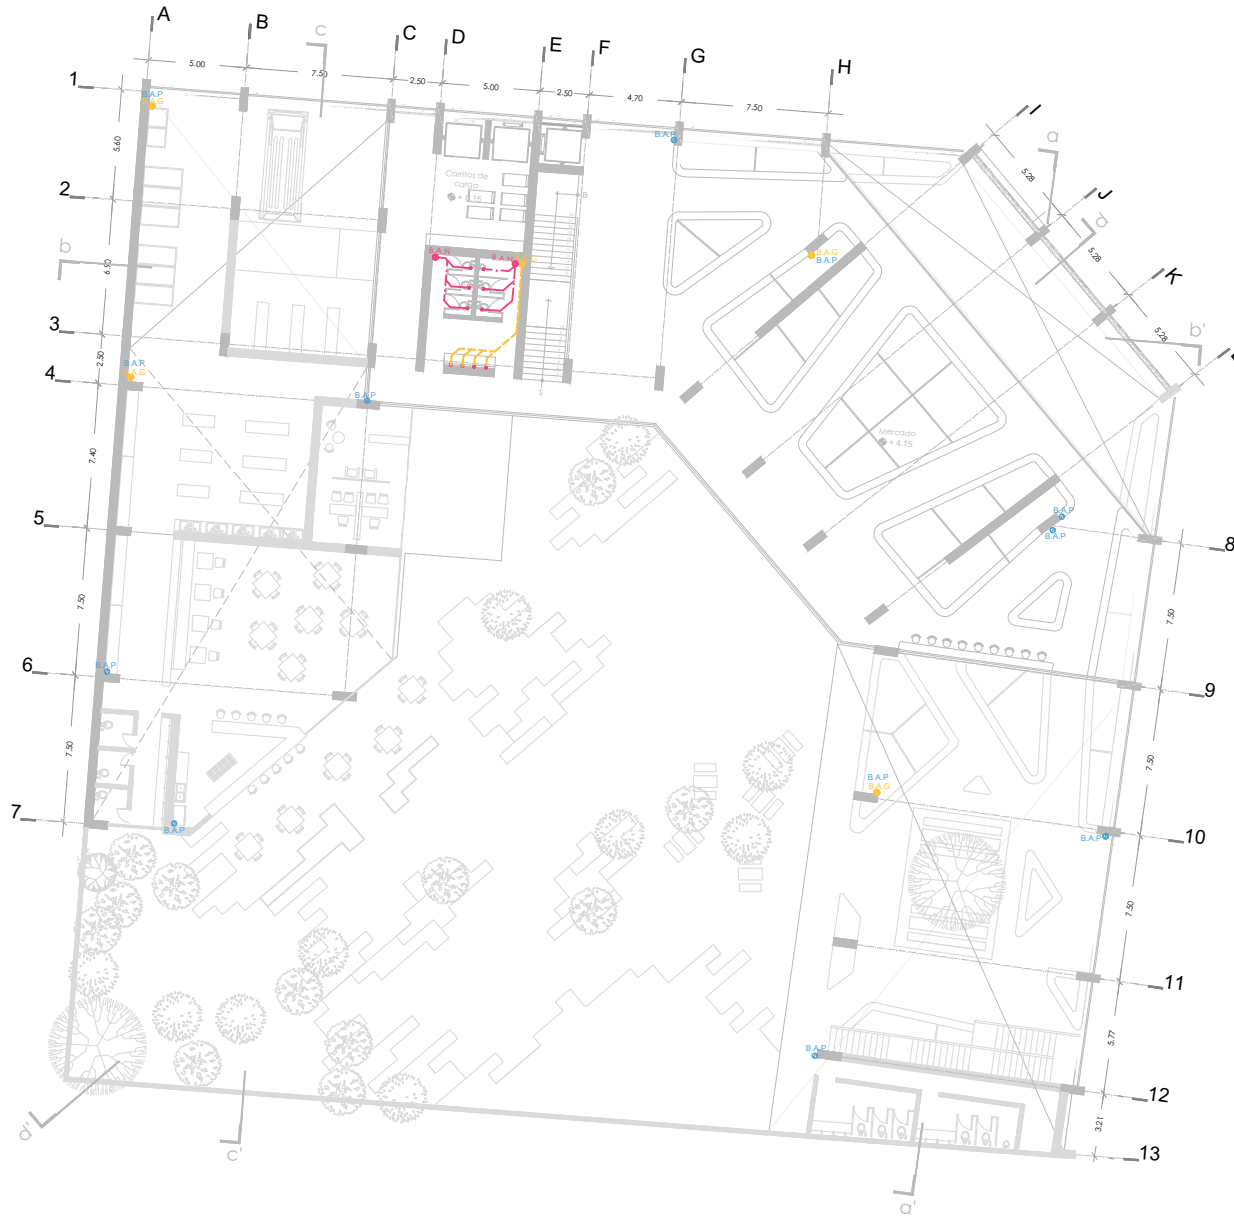 A
B
c
C
D
E
F
G
H
I
a
J
d
K
b'
1
5.00
7.50
2.50
5.00
2.50
4.70
7.50
B.A.P
B.A.P
5.60
5.28
5.28
5.28
2
Carritos de
carga
+ 0.15
B
b
6.90
B.A.N
B.A.N
B.A.G
B.A.P
3
2.50
4
B.A.P
S
Mercado
+ 4.15
7.40
5
B.A.P
B.A.P
8
7.50
7.50
6
B.A.P
9
7.50
7.50
7
B.A.P
B.A.P
B.A.G
B.A.P
10
7.50
11
5.77
B.A.P
12
3.21
13
d'
c'
a'